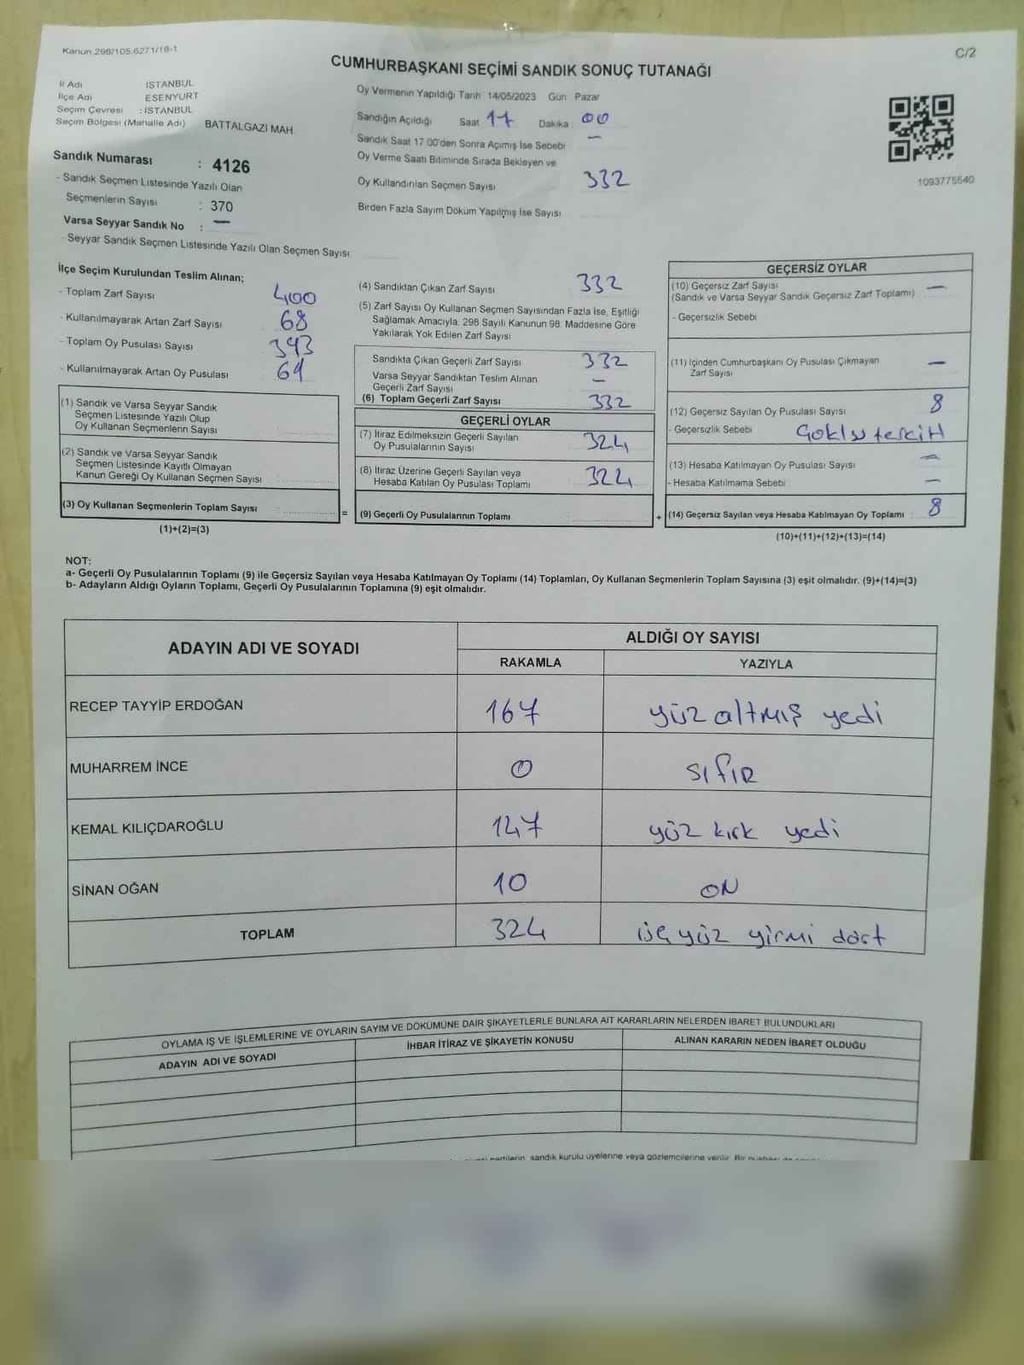 Kanun 298/105.6271/18-1
C/2
CUMHURBAŞKANI SEÇİMİ SANDIK SONUÇ TUTANAĞI
İl Adı : İSTANBUL
İlçe Adı : ESENYURT
Seçim Çevresi : İSTANBUL
Seçim Bölgesi (Mahalle Adı) BATTALGAZİ MAH.
Sandık Numarası : 4126
- Sandık Seçmen Listesinde Yazılı Olan
Seçmenlerin Sayısı : 370
Varsa Seyyar Sandık No : —
- Seyyar Sandık Seçmen Listesinde Yazılı Olan Seçmen Sayısı
Oy Vermenin Yapıldığı Tarih : 14/05/2023 Gün : Pazar
Sandığın Açıldığı Saat : 17 Dakika : 00
Sandık Saat 17.00'den Sonra Açımış İse Sebebi —
Oy Verme Saati Bitiminde Sırada Bekleyen ve
Oy Kullandırılan Seçmen Sayısı 332
Birden Fazla Sayım Döküm Yapılmış İse Sayısı
1093775540
İlçe Seçim Kurulundan Teslim Alınan;
- Toplam Zarf Sayısı 400
- Kullanılmayarak Artan Zarf Sayısı 68
- Toplam Oy Pusulası Sayısı 393
- Kullanılmayarak Artan Oy Pusulası 61
(1) Sandık ve Varsa Seyyar Sandık
Seçmen Listesinde Yazılı Olup
Oy Kullanan Seçmenlerin Sayısı
(2) Sandık ve Varsa Seyyar Sandık
Seçmen Listesinde Kayıtlı Olmayan
Kanun Gereği Oy Kullanan Seçmen Sayısı
(3) Oy Kullanan Seçmenlerin Toplam Sayısı
(1)+(2)=(3)
=
(4) Sandıktan Çıkan Zarf Sayısı 332
(5) Zarf Sayısı Oy Kullanan Seçmen Sayısından Fazla İse, Eşitliği
Sağlamak Amacıyla; 298 Sayılı Kanunun 98. Maddesine Göre
Yakılarak Yok Edilen Zarf Sayısı
Sandıkta Çıkan Geçerli Zarf Sayısı 332
Varsa Seyyar Sandıktan Teslim Alınan
Geçerli Zarf Sayısı —
(6) Toplam Geçerli Zarf Sayısı 332
GEÇERLİ OYLAR
(7) İtiraz Edilmeksizin Geçerli Sayılan
Oy Pusulalarının Sayısı 324
(8) İtiraz Üzerine Geçerli Sayılan veya
Hesaba Katılan Oy Pusulası Toplamı 324
(9) Geçerli Oy Pusulalarının Toplamı
+
GEÇERSİZ OYLAR
(10) Geçersiz Zarf Sayısı —
(Sandık ve Varsa Seyyar Sandık Geçersiz Zarf Toplamı)
- Geçersizlik Sebebi
(11) İçinden Cumhurbaşkanı Oy Pusulası Çıkmayan
Zarf Sayısı —
(12) Geçersiz Sayılan Oy Pusulası Sayısı 8
- Geçersizlik Sebebi
(13) Hesaba Katılmayan Oy Pusulası Sayısı —
- Hesaba Katılmama Sebebi —
(14) Geçersiz Sayılan veya Hesaba Katılmayan Oy Toplamı : 8
(10)+(11)+(12)+(13)=(14)
NOT:
a- Geçerli Oy Pusulalarının Toplamı (9) ile Geçersiz Sayılan veya Hesaba Katılmayan Oy Toplamı (14) Toplamları, Oy Kullanan Seçmenlerin Toplam Sayısına (3) eşit olmalıdır. (9)+(14)=(3)
b- Adayların Aldığı Oyların Toplamı, Geçerli Oy Pusulalarının Toplamına (9) eşit olmalıdır.
ADAYIN ADI VE SOYADI
ALDIĞI OY SAYISI
RAKAMLA YAZIYLA
RECEP TAYYİP ERDOĞAN 167 yüz altmış yedi
MUHARREM İNCE 0 sıfır
KEMAL KILIÇDAROĞLU 147 yüz kırk yedi
SİNAN OĞAN 10 ON
TOPLAM 324 üçyüz yirmi dört
OYLAMA İŞ VE İŞLEMLERİNE VE OYLARIN SAYIM VE DÖKÜMÜNE DAİR ŞİKAYETLERLE BUNLARA AİT KARARLARIN NELERDEN İBARET BULUNDUKLARI
ADAYIN ADI VE SOYADI İHBAR İTİRAZ VE ŞİKAYETİN KONUSU ALINAN KARARIN NEDEN İBARET OLDUĞU
partilerin, sandık kurulu üyelerine veya gözlemcilerine verilir.